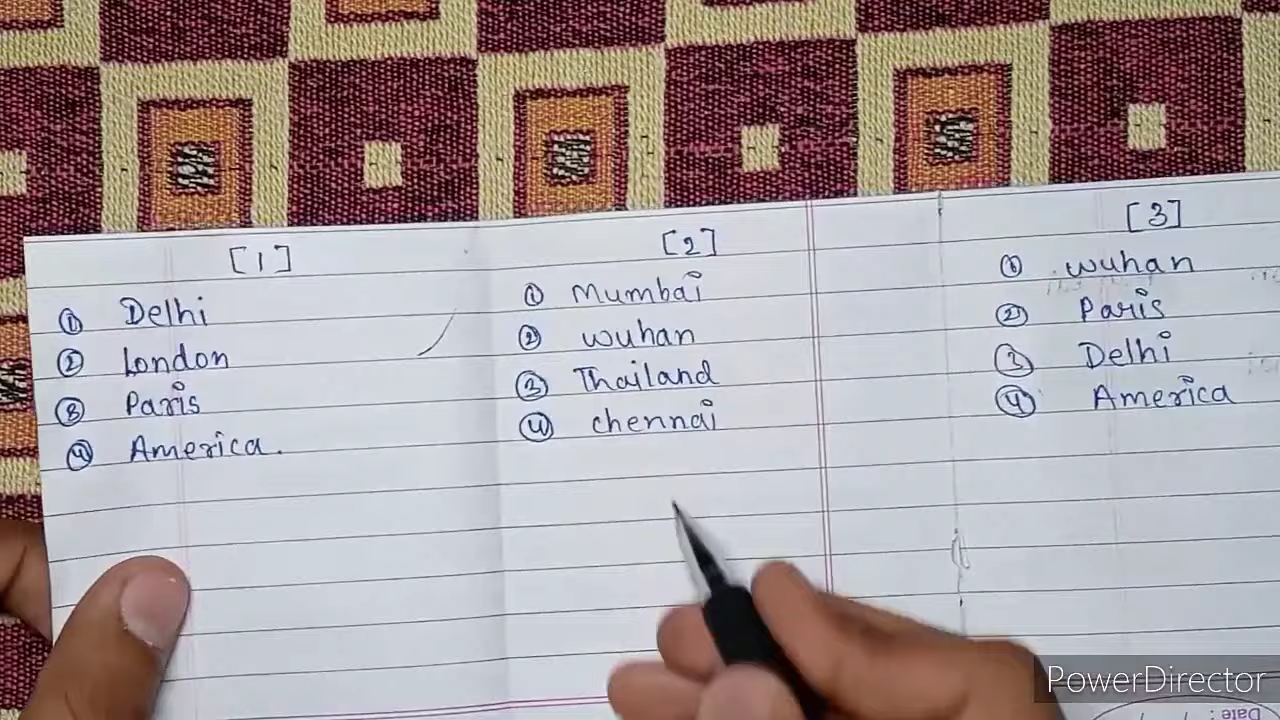 [1]
① Delhi
② London
③ Paris
④ America.
[2]
① Mumbai
② wuhan
③ Thailand
④ chennai
[3]
① wuhan
② Paris
③ Delhi
④ America
PowerDirector
Date: